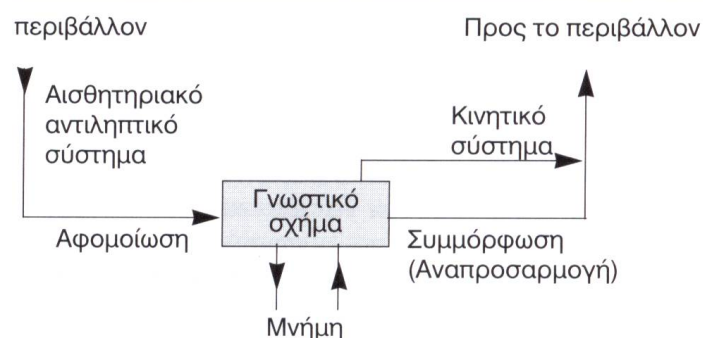 περιβάλλον
Προς το περιβάλλον
Αισθητηριακό
αντιληπτικό
σύστημα
Κινητικό
σύστημα
Γνωστικό
σχήμα
Αφομοίωση
Συμμόρφωση
(Αναπροσαρμογή)
Μνήμη